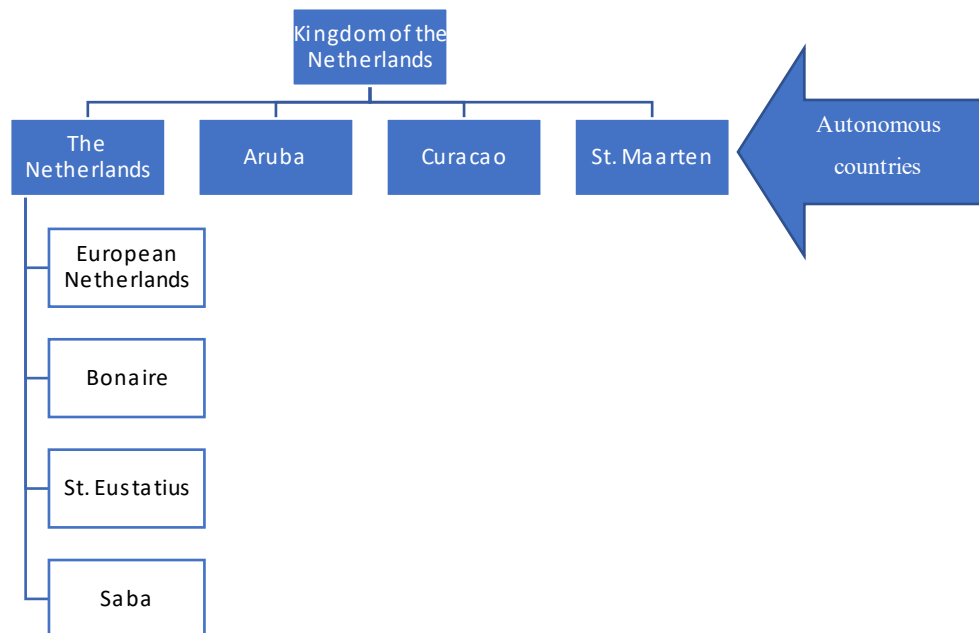 Kingdom of the
Netherlands
The
Netherlands
Aruba
Curacao
St. Maarten
Autonomous
countries
European
Netherlands
Bonaire
St. Eustatius
Saba